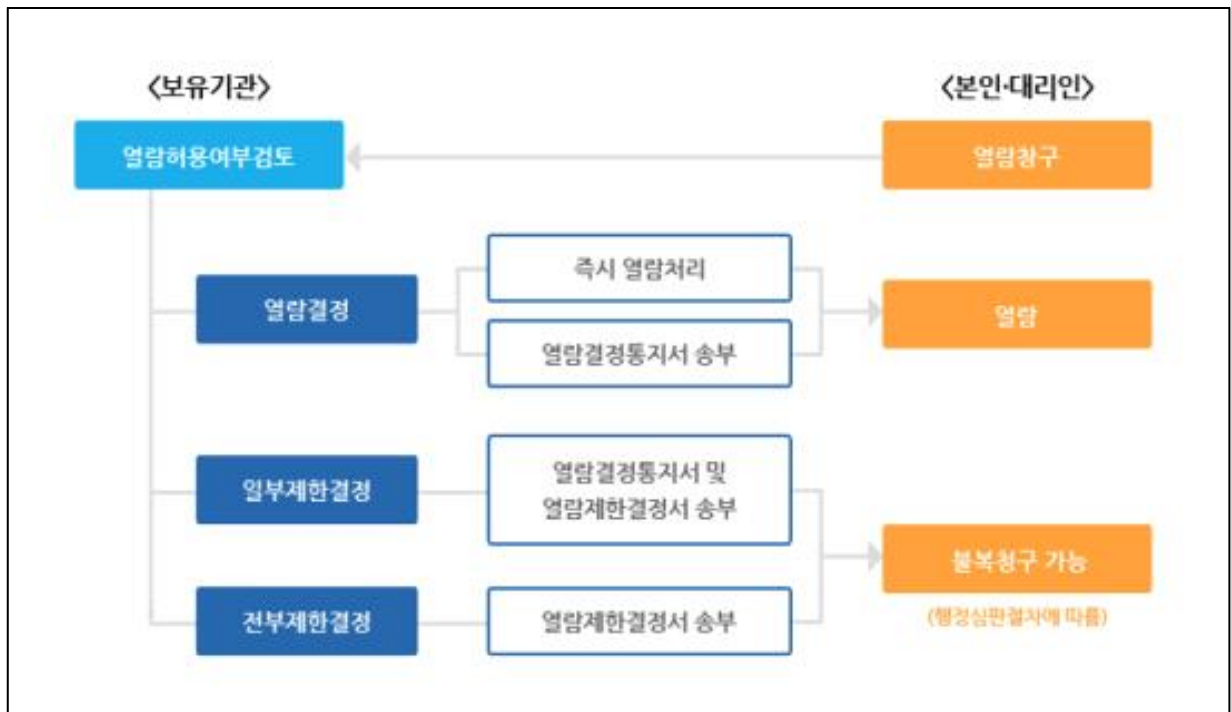 <보유기관>
<본인·대리인>
열람허용여부검토
열람창구
열람결정
즉시 열람처리
열람결정통지서 송부
열람
일부제한결정
열람결정통지서 및
열람제한결정서 송부
전부제한결정
열람제한결정서 송부
불복청구 가능
(행정심판절차에 따름)